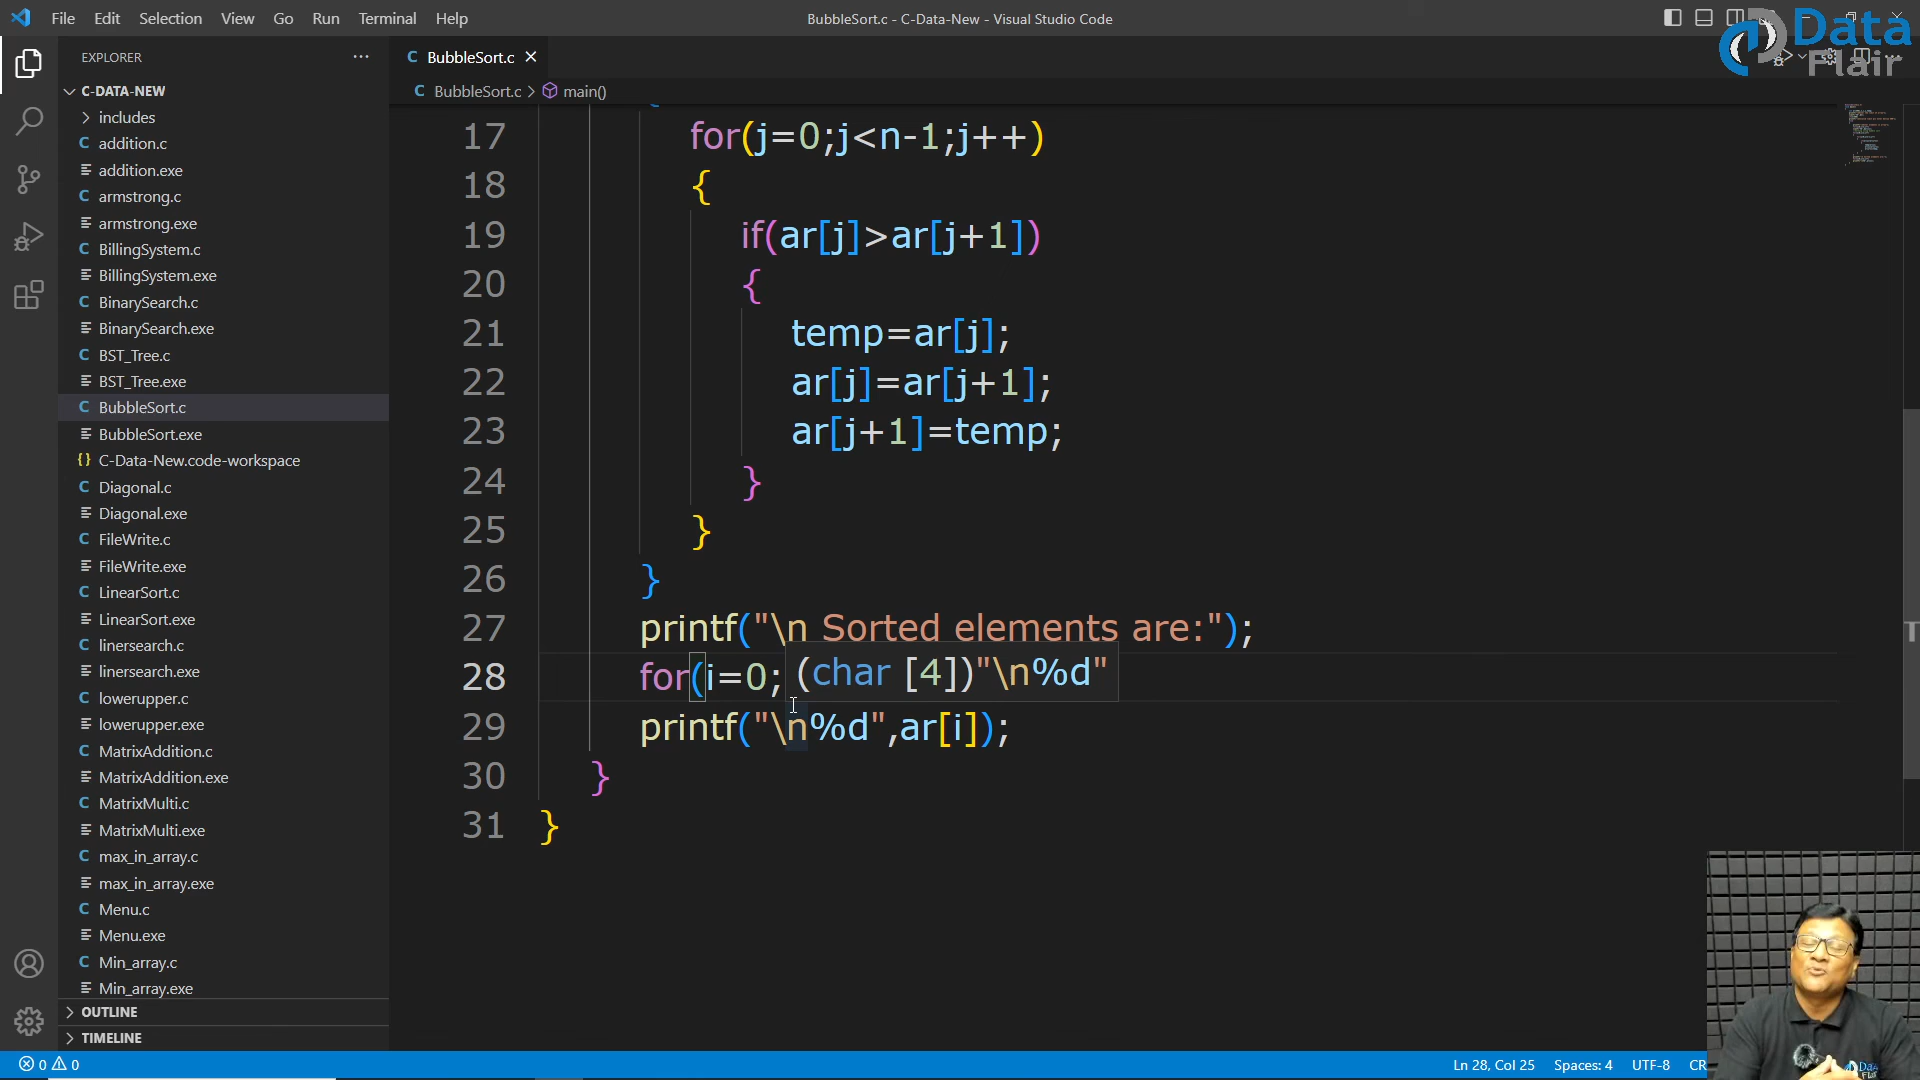 File Edit Selection View Go Run Terminal Help
BubbleSort.c - C-Data-New - Visual Studio Code
Data
Flair
EXPLORER
C-DATA-NEW
includes
addition.c
addition.exe
armstrong.c
armstrong.exe
BillingSystem.c
BillingSystem.exe
BinarySearch.c
BinarySearch.exe
BST_Tree.c
BST_Tree.exe
BubbleSort.c
BubbleSort.exe
C-Data-New.code-workspace
Diagonal.c
Diagonal.exe
FileWrite.c
FileWrite.exe
LinearSort.c
LinearSort.exe
linersearch.c
linersearch.exe
lowerupper.c
lowerupper.exe
MatrixAddition.c
MatrixAddition.exe
MatrixMulti.c
MatrixMulti.exe
max_in_array.c
max_in_array.exe
Menu.c
Menu.exe
Min_array.c
Min_array.exe
OUTLINE
TIMELINE
BubbleSort.c
BubbleSort.c > main()
17 for(j=0;j<n-1;j++)
18 {
19 if(ar[j]>ar[j+1])
20 {
21 temp=ar[j];
22 ar[j]=ar[j+1];
23 ar[j+1]=temp;
24 }
25 }
26 }
27 printf("\n Sorted elements are:");
28 for(i=0;
(char [4])"\n%d"
29 printf("\n%d",ar[i]);
30 }
31 }
0 0
Ln 28, Col 25 Spaces: 4 UTF-8 CR